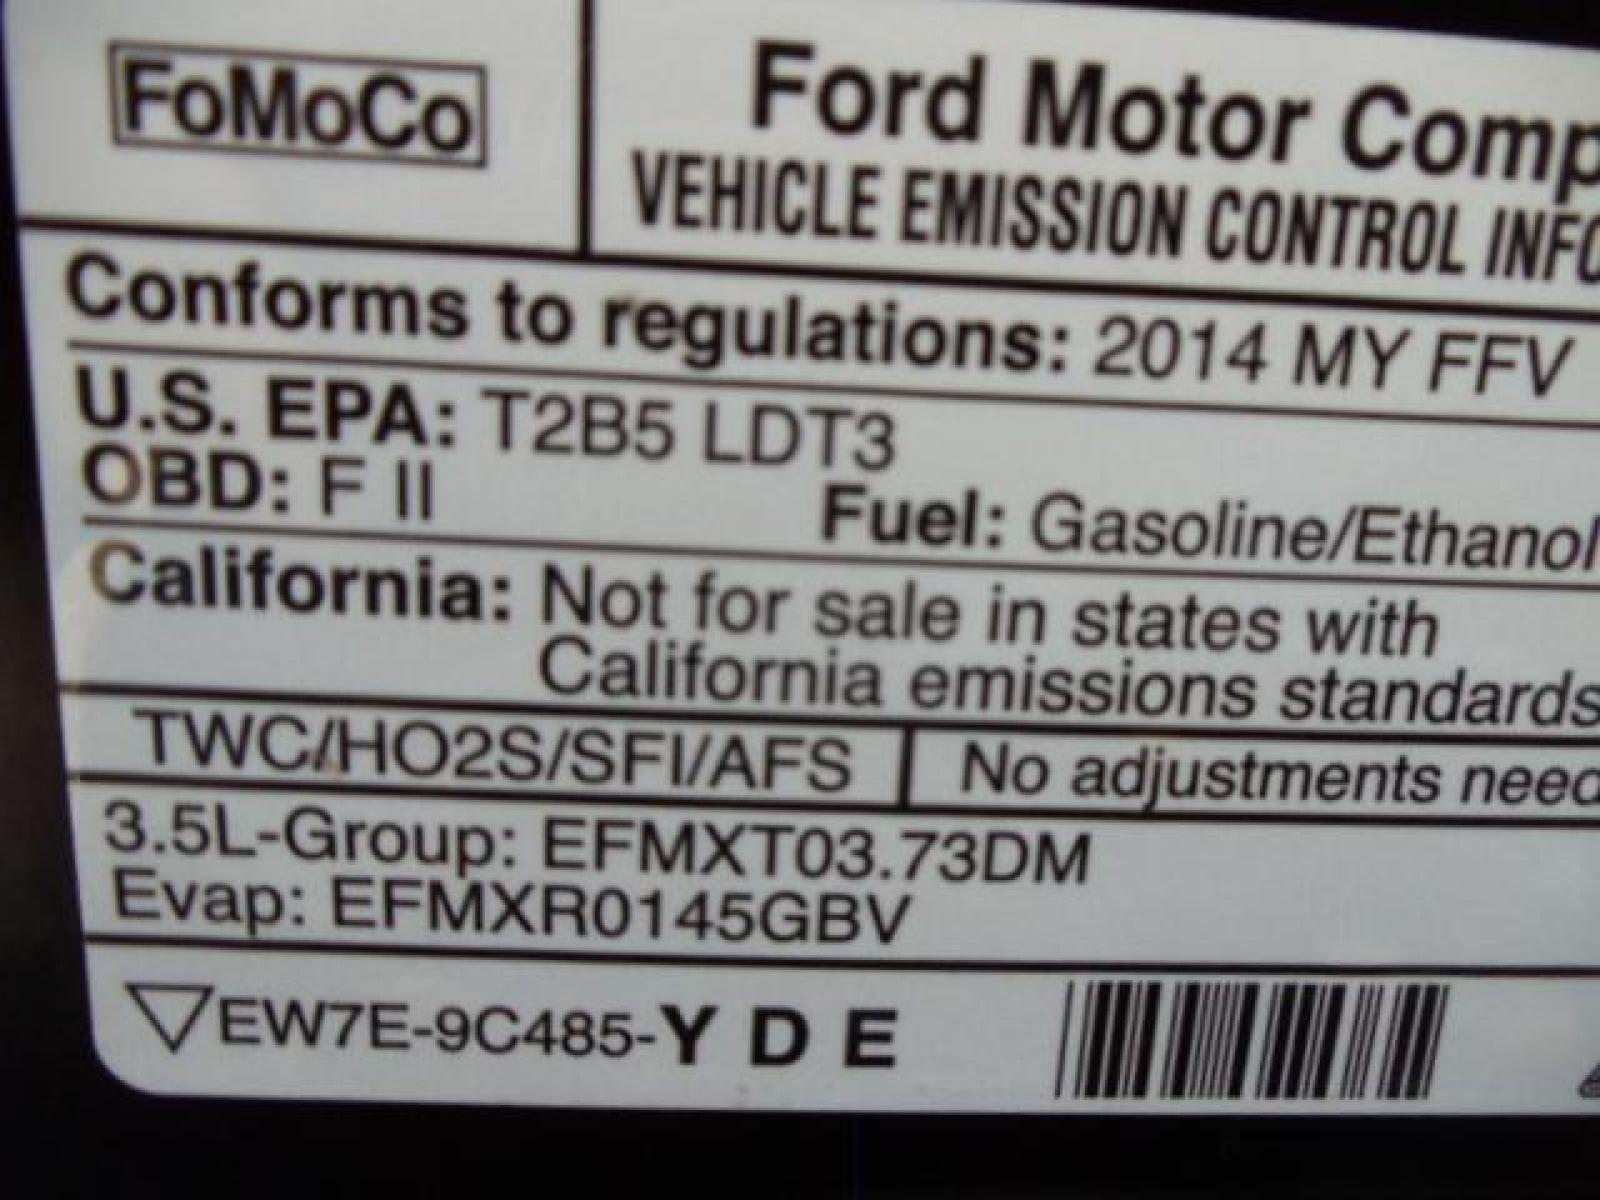 FoMoCo
Ford Motor Comp
VEHICLE EMISSION CONTROL INFO
Conforms to regulations: 2014 MY FFV
U.S. EPA: T2B5 LDT3
OBD: F II
Fuel: Gasoline/Ethanol
California: Not for sale in states with
California emissions standards
TWC/HO2S/SFI/AFS
No adjustments need
3.5L-Group: EFMXT03.73DM
Evap: EFMXR0145GBV
EW7E-9C485-Y D E